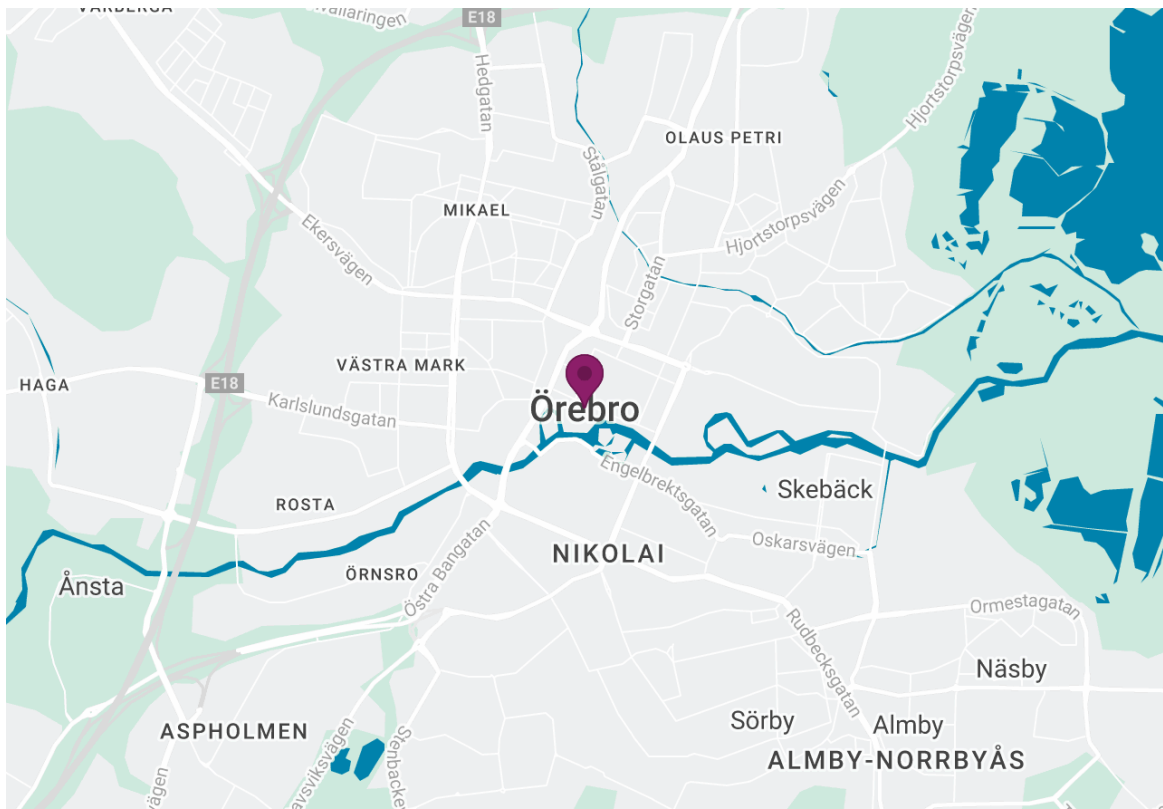 VARBERGA
E18
Hedgatan
Hjortstorpsvägen
OLAUS PETRI
Stålgatan
MIKAEL
Hjortstorpsvägen
Ekersvägen
Storgatan
VÄSTRA MARK
HAGA
E18
Karlslundsgatan
Örebro
Engelbrektsgatan
Skebäck
ROSTA
Oskarsvägen
NIKOLAI
Östra Bangatan
ÖRNSRO
Ånsta
Ormestagatan
Rudbecksgatan
Näsby
Sörby
Almby
ASPHOLMEN
ALMBY-NORRBYÅS